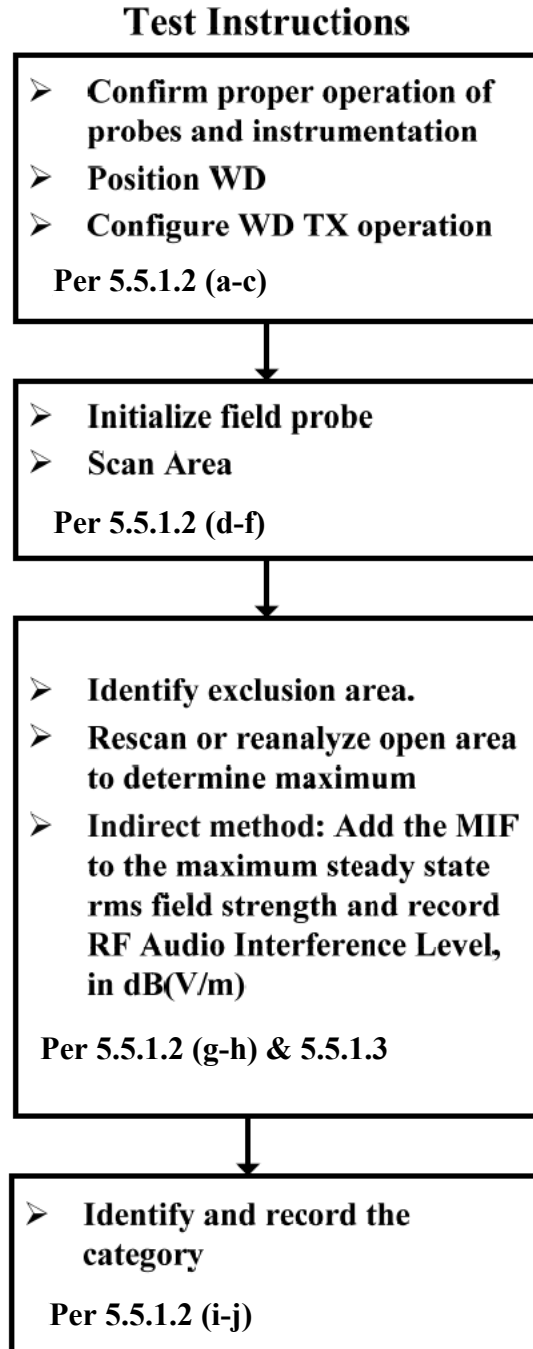 Test Instructions
➢ Confirm proper operation of
probes and instrumentation
➢ Position WD
➢ Configure WD TX operation
Per 5.5.1.2 (a-c)
➢ Initialize field probe
➢ Scan Area
Per 5.5.1.2 (d-f)
➢ Identify exclusion area.
➢ Rescan or reanalyze open area
to determine maximum
➢ Indirect method: Add the MIF
to the maximum steady state
rms field strength and record
RF Audio Interference Level,
in dB(V/m)
Per 5.5.1.2 (g-h) & 5.5.1.3
➢ Identify and record the
category
Per 5.5.1.2 (i-j)